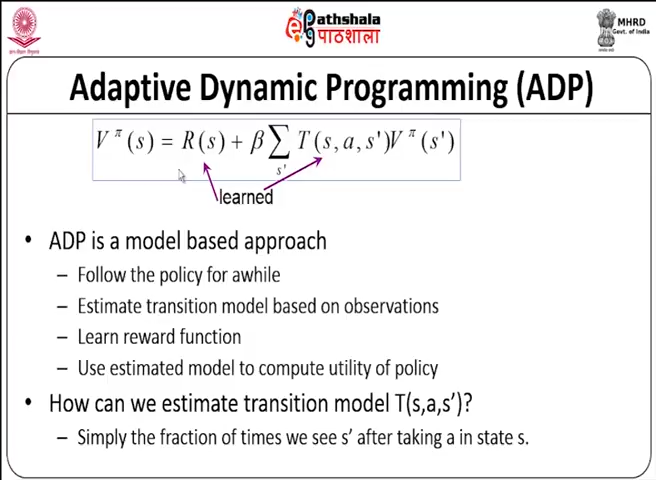 Pathshala
पाठशाला
MHRD
Govt. of India
Adaptive Dynamic Programming (ADP)
V^π (s) = R(s) + β ∑_{s'} T(s, a, s')V^π (s')
learned
• ADP is a model based approach
– Follow the policy for awhile
– Estimate transition model based on observations
– Learn reward function
– Use estimated model to compute utility of policy
• How can we estimate transition model T(s,a,s’)?
– Simply the fraction of times we see s’ after taking a in state s.